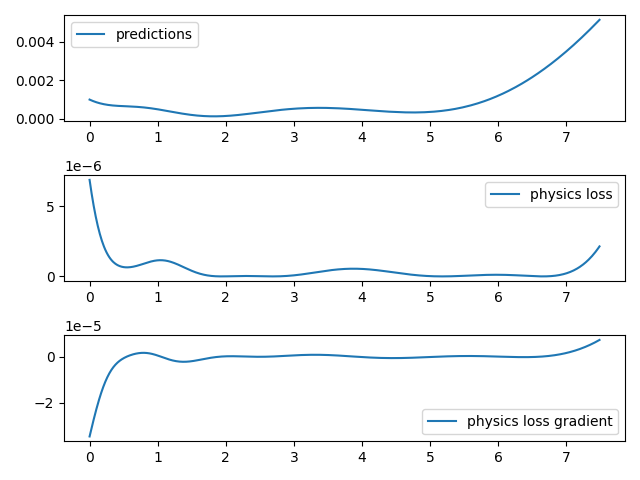 0.004
0.002
0.000
predictions
0 1 2 3 4 5 6 7
1e−6
5
0
physics loss
0 1 2 3 4 5 6 7
1e−5
0
−2
physics loss gradient
0 1 2 3 4 5 6 7